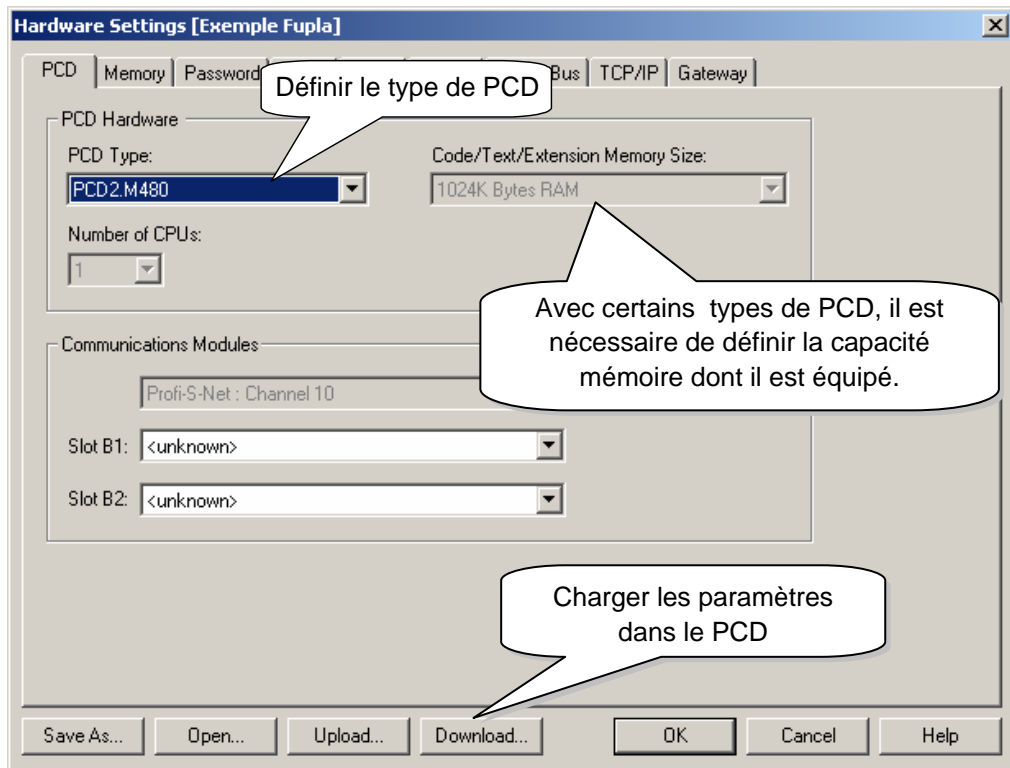 Hardware Settings [Exemple Fupla]
PCD Memory Password Bus TCP/IP Gateway
Définir le type de PCD
PCD Hardware
PCD Type:
Code/Text/Extension Memory Size:
PCD2.M480
1024K Bytes RAM
Number of CPUs:
1
Avec certains types de PCD, il est
nécessaire de définir la capacité
mémoire dont il est équipé.
Communications Modules
Profi-S-Net : Channel 10
Slot B1: <unknown>
Slot B2: <unknown>
Charger les paramètres
dans le PCD
Save As... Open... Upload... Download... OK Cancel Help